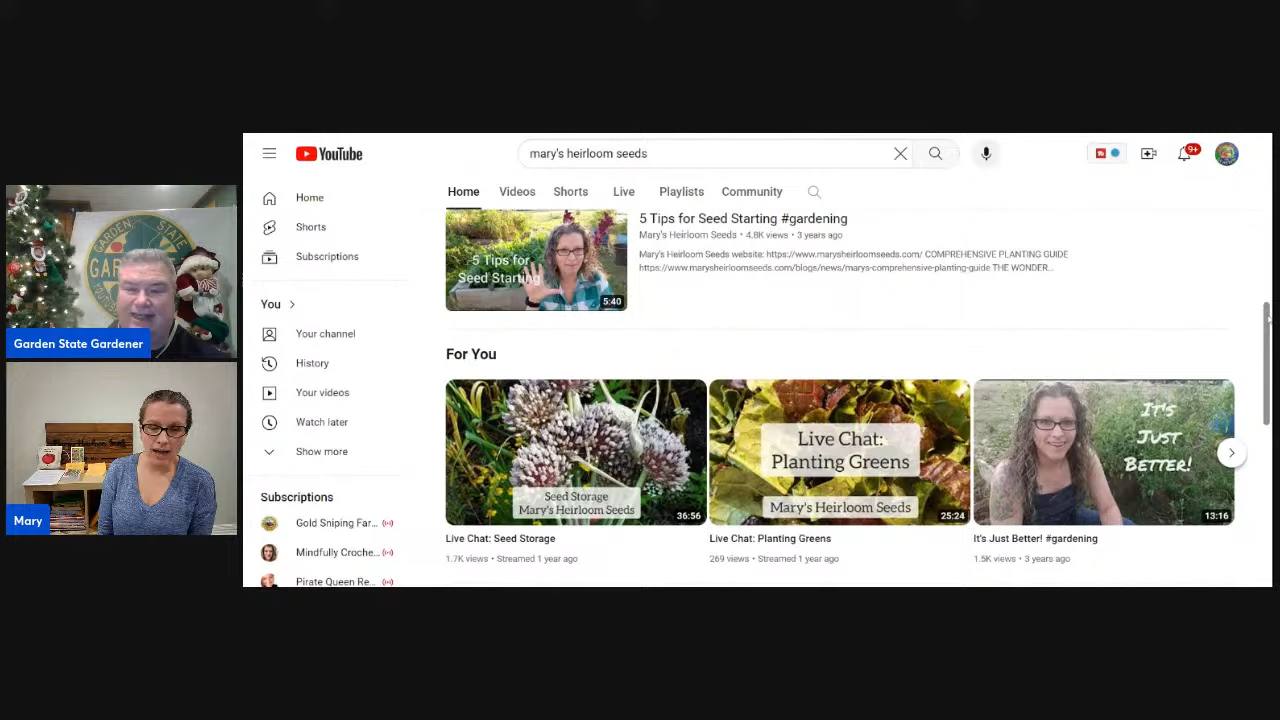 YouTube
mary's heirloom seeds
9+
Home
Shorts
Subscriptions
You
Your channel
History
Your videos
Watch later
Show more
Subscriptions
Gold Sniping Far...
Mindfully Croche...
Pirate Queen Re...
Home Videos Shorts Live Playlists Community
5 Tips for
Seed Starting
5:40
5 Tips for Seed Starting #gardening
Mary's Heirloom Seeds • 4.8K views • 3 years ago
Mary's Heirloom Seeds website: https://www.marysheirloomseeds.com/ COMPREHENSIVE PLANTING GUIDE
https://www.marysheirloomseeds.com/blogs/news/marys-comprehensive-planting-guide THE WONDER...
For You
Seed Storage
Mary's Heirloom Seeds
36:56
Live Chat: Seed Storage
1.7K views • Streamed 1 year ago
Live Chat:
Planting Greens
Mary's Heirloom Seeds
25:24
Live Chat: Planting Greens
269 views • Streamed 1 year ago
IT'S
JUST
BETTER!
13:16
It's Just Better! #gardening
1.5K views • 3 years ago
GARDEN STATE
Garden State Gardener
Mary